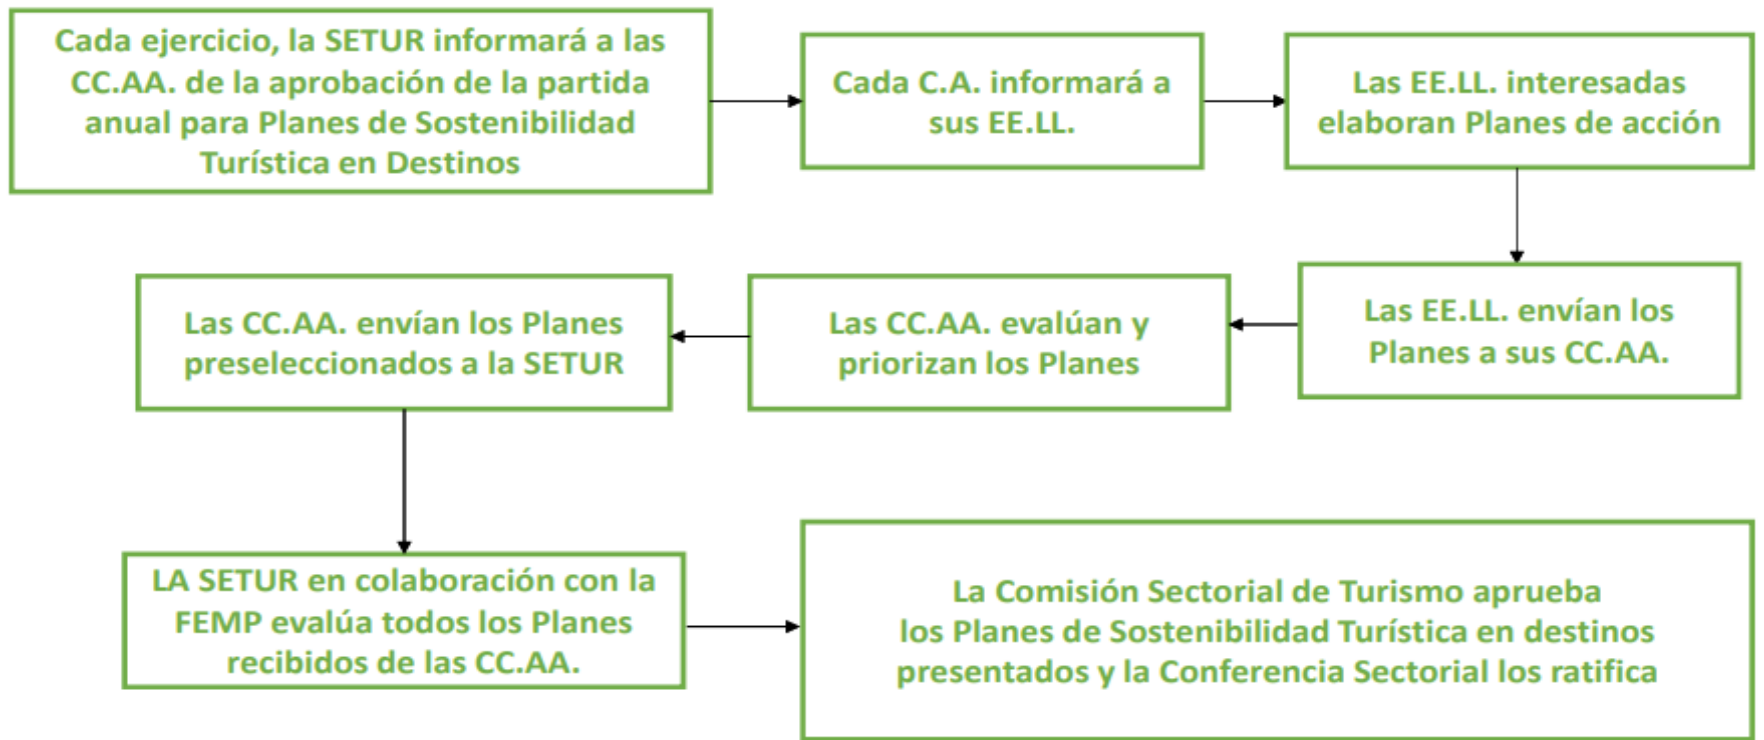 Cada ejercicio, la SETUR informará a las
CC.AA. de la aprobación de la partida
anual para Planes de Sostenibilidad
Turística en Destinos
Cada C.A. informará a
sus EE.LL.
Las EE.LL. interesadas
elaboran Planes de acción
Las EE.LL. envían los
Planes a sus CC.AA.
Las CC.AA. evalúan y
priorizan los Planes
Las CC.AA. envían los Planes
preseleccionados a la SETUR
LA SETUR en colaboración con la
FEMP evalúa todos los Planes
recibidos de las CC.AA.
La Comisión Sectorial de Turismo aprueba
los Planes de Sostenibilidad Turística en destinos
presentados y la Conferencia Sectorial los ratifica